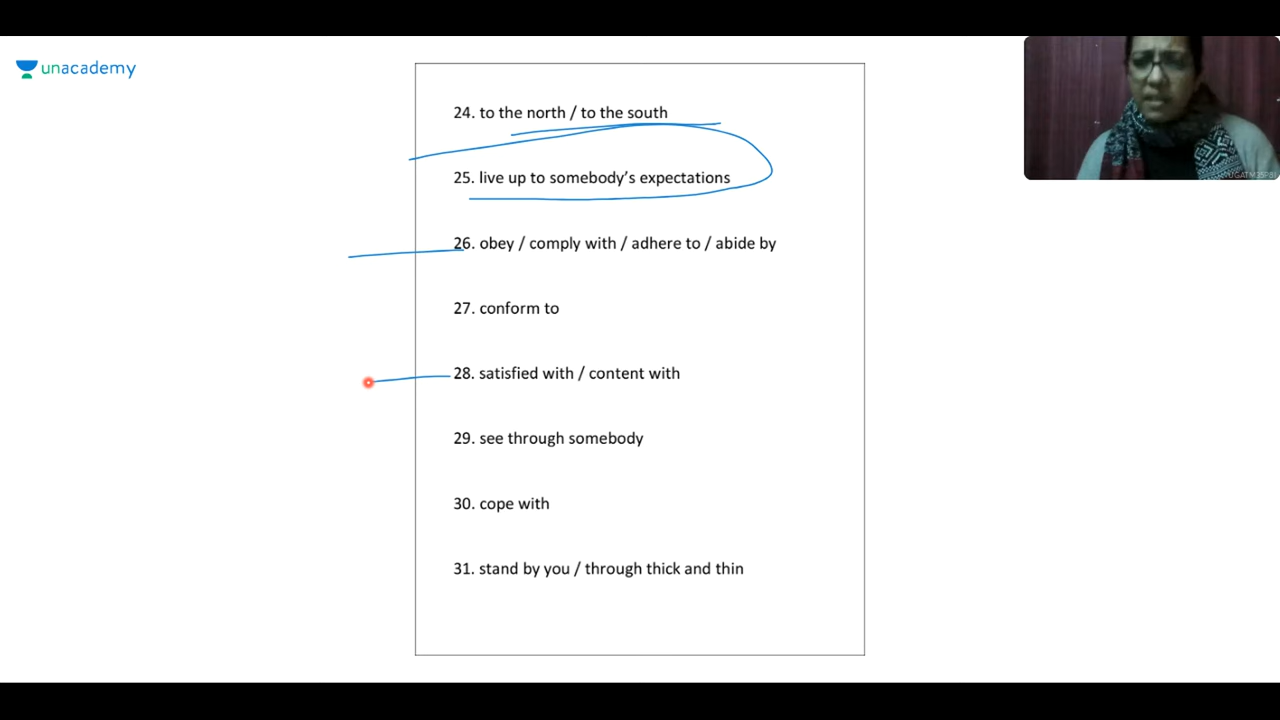 unacademy
24. to the north / to the south
25. live up to somebody's expectations
26. obey / comply with / adhere to / abide by
27. conform to
28. satisfied with / content with
29. see through somebody
30. cope with
31. stand by you / through thick and thin